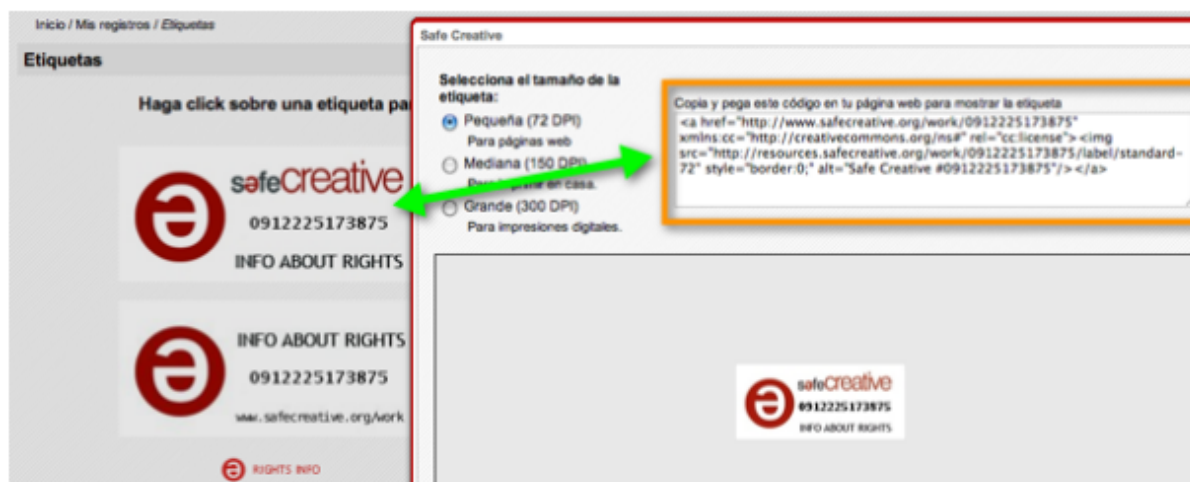 Inicio / Mis registros / Etiquetas
Etiquetas
Haga click sobre una etiqueta pa
safecreative
0912225173875
INFO ABOUT RIGHTS
INFO ABOUT RIGHTS
0912225173875
www.safecreative.org/work
RIGHTS INFO
Safe Creative
Selecciona el tamaño de la
etiqueta:
Pequeña (72 DPI)
Para páginas web
Mediana (150 DPI)
Para imprimir en casa.
Grande (300 DPI)
Para impresiones digitales.
Copia y pega este código en tu página web para mostrar la etiqueta
<a href="http://www.safecreative.org/work/0912225173875"
xmlns:cc="http://creativecommons.org/ns#" rel="cc:license"><img
src="http://resources.safecreative.org/work/0912225173875/label/standard-
72" style="border:0;" alt="Safe Creative #0912225173875"/></a>
safecreative
0912225173875
INFO ABOUT RIGHTS